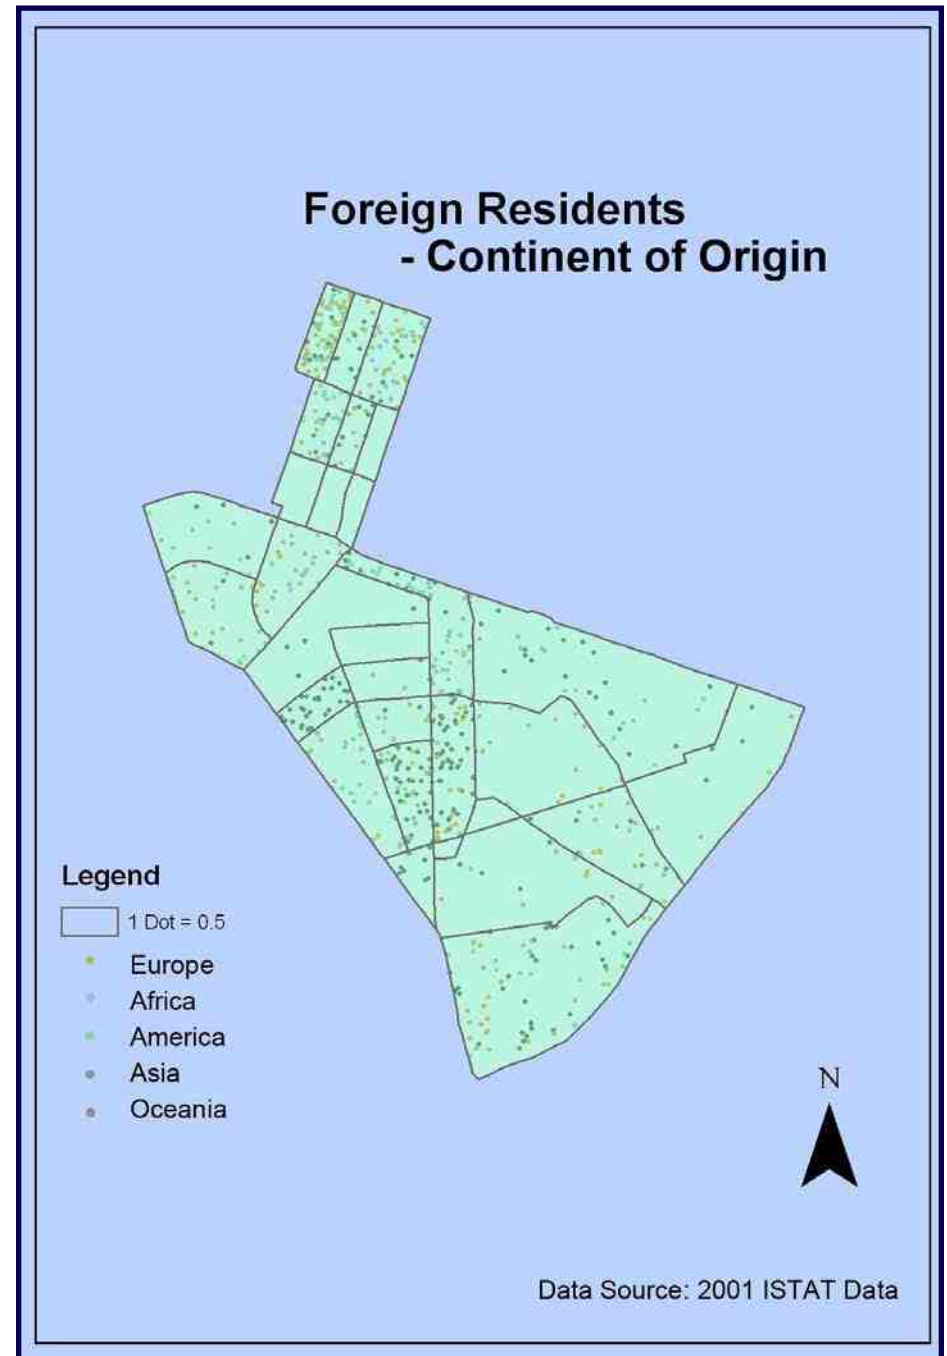 Foreign Residents
- Continent of Origin
Legend
1 Dot = 0.5
Europe
Africa
America
Asia
Oceania
N
Data Source: 2001 ISTAT Data